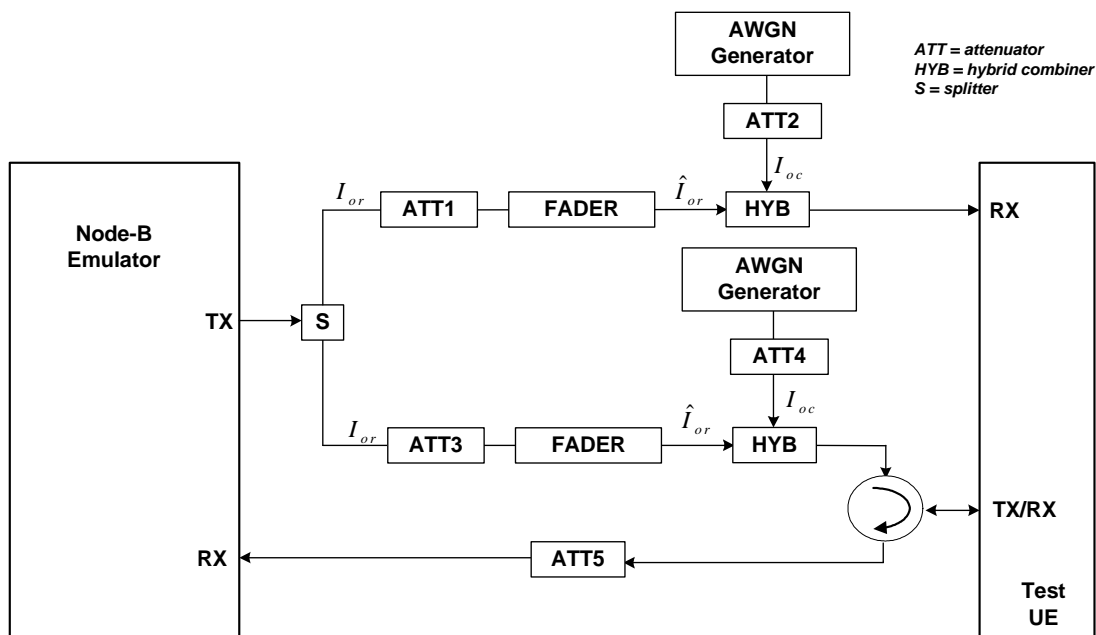 AWGN
Generator
ATT = attenuator
HYB = hybrid combiner
S = splitter
ATT2
I_oc
I_or
ATT1
FADER
Î_or
HYB
RX
Node-B
Emulator
AWGN
Generator
TX
S
ATT4
I_oc
I_or
ATT3
FADER
Î_or
HYB
TX/RX
RX
ATT5
Test
UE